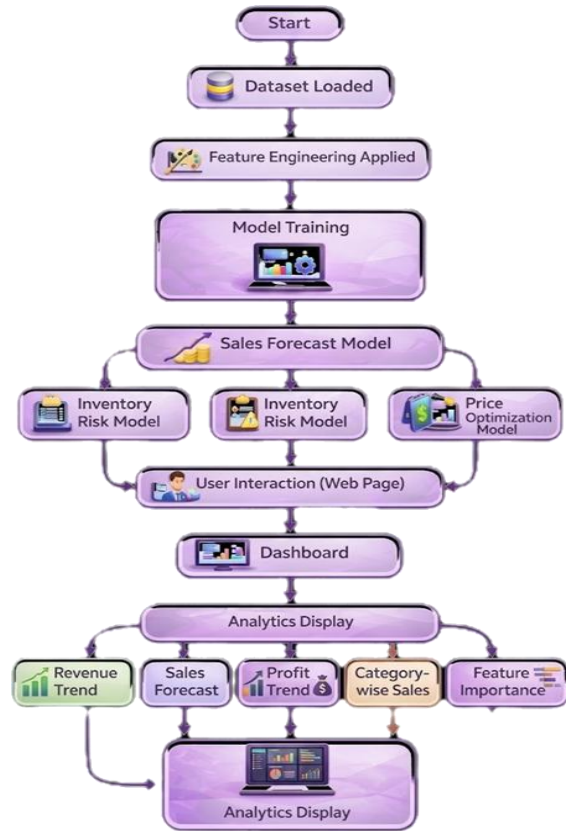 Start
Dataset Loaded
Feature Engineering Applied
Model Training
Sales Forecast Model
Inventory
Risk Model
Inventory
Risk Model
Price
Optimization
Model
User Interaction (Web Page)
Dashboard
Analytics Display
Revenue
Trend
Sales
Forecast
Profit
Trend
Category-
wise Sales
Feature
Importance
Analytics Display